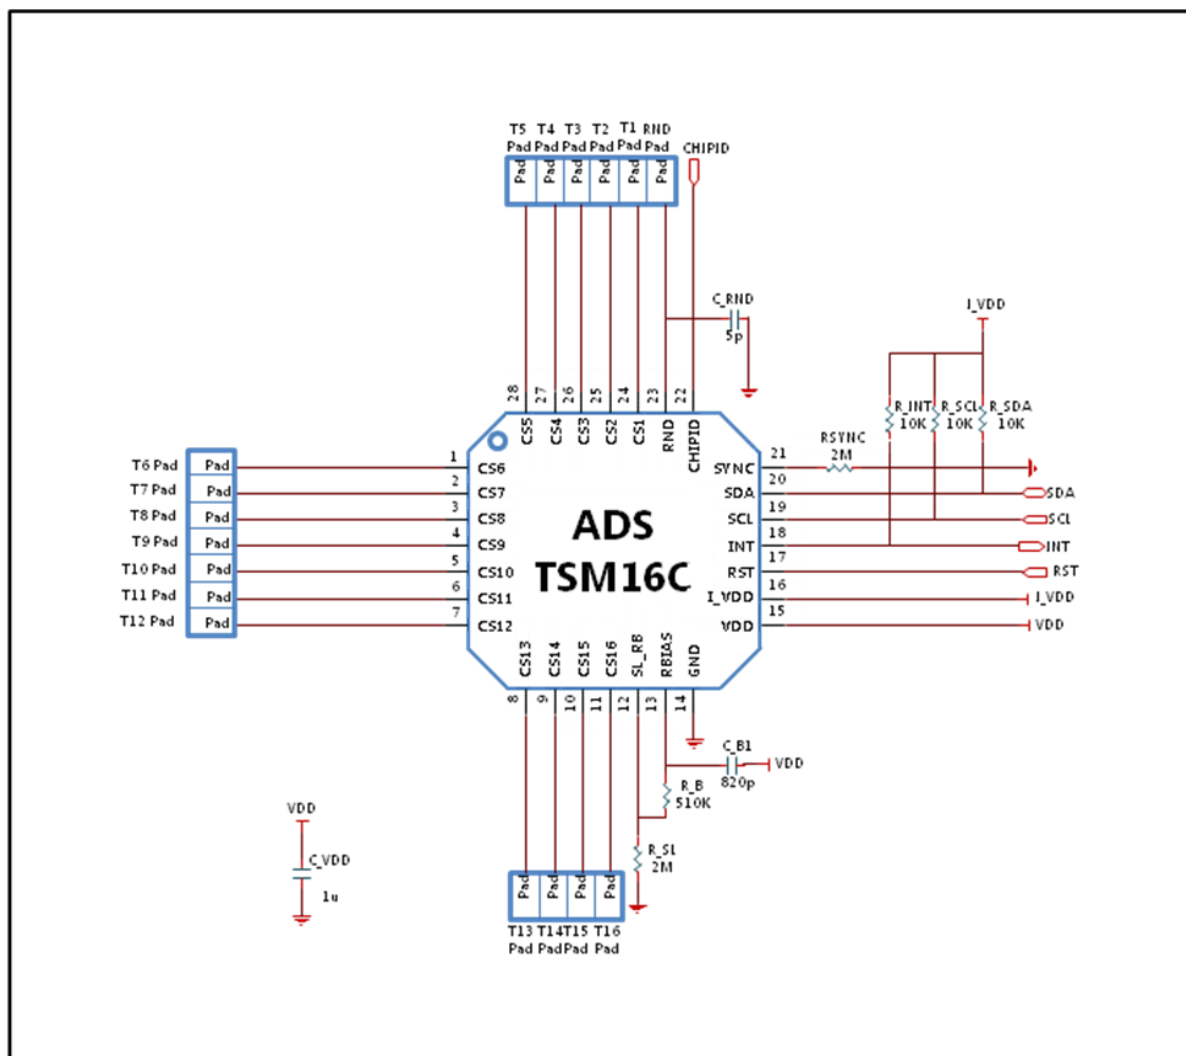 T5 T4 T3 T2 T1 RND
Pad Pad Pad Pad Pad Pad
CHIPID
Pad Pad Pad Pad Pad Pad
C_RND
5p
I_VDD
28 27 26 25 24 23 22
R_INT R_SCL R_SDA
10K 10K 10K
CS5 CS4 CS3 CS2 CS1 RND CHIPID
RSYNC
2M
T6 Pad Pad 1 CS6
SYNC 21
T7 Pad Pad 2 CS7
SDA 20 SDA
T8 Pad Pad 3 CS8
SCL 19 SCL
T9 Pad Pad 4 CS9
INT 18 INT
T10 Pad Pad 5 CS10
RST 17 RST
T11 Pad Pad 6 CS11
I_VDD 16 I_VDD
T12 Pad Pad 7 CS12
VDD 15 VDD
ADS
TSM16C
CS13 CS14 CS15 CS16 SL_RB RBIAS GND
8 9 10 11 12 13 14
C_B1
820p
VDD
R_B
510K
R_SL
2M
VDD
C_VDD
1u
Pad Pad Pad Pad
T13 T14 T15 T16
Pad Pad Pad Pad